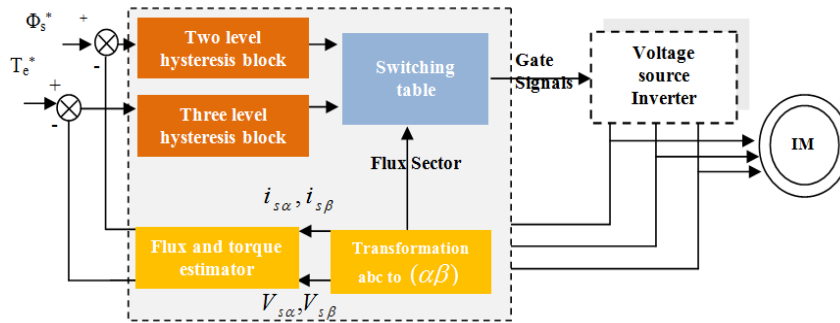 Φs*
+
-
Te*
+
-
Two level
hysteresis block
Three level
hysteresis block
Switching
table
Gate
Signals
Voltage
source
Inverter
IM
Flux Sector
isα, isβ
Flux and torque
estimator
Transformation
abc to (αβ)
Vsα,Vsβ